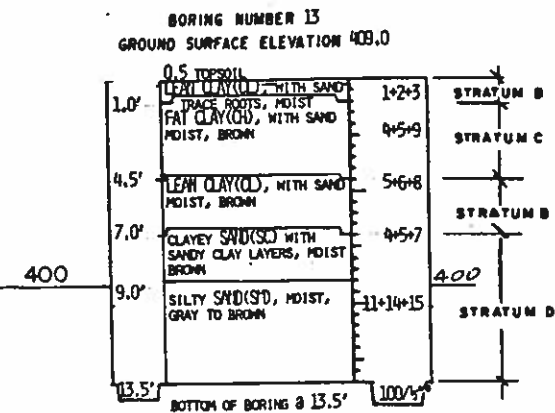 BORING NUMBER 13
GROUND SURFACE ELEVATION 409.0
0.5 TOPSOIL
LEAN CLAY(CL), WITH SAND
TRACE ROOTS, MOIST
1+2+3
STRATUM B
1.0'
FAT CLAY(CH), WITH SAND
MOIST, BROWN
4+5+9
STRATUM C
4.5'
LEAN CLAY(CL), WITH SAND
MOIST, BROWN
5+6+8
STRATUM B
7.0'
CLAYEY SAND(SC) WITH
SANDY CLAY LAYERS, MOIST
BROWN
4+5+7
400
400
9.0'
SILTY SAND(SM), MOIST,
GRAY TO BROWN
11+14+15
STRATUM D
13.5'
BOTTOM OF BORING @ 13.5'